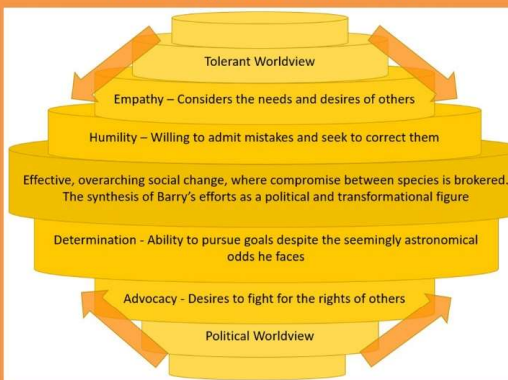 Tolerant Worldview
Empathy – Considers the needs and desires of others
Humility – Willing to admit mistakes and seek to correct them
Effective, overarching social change, where compromise between species is brokered.
The synthesis of Barry's efforts as a political and transformational figure
Determination - Ability to pursue goals despite the seemingly astronomical
odds he faces
Advocacy - Desires to fight for the rights of others
Political Worldview